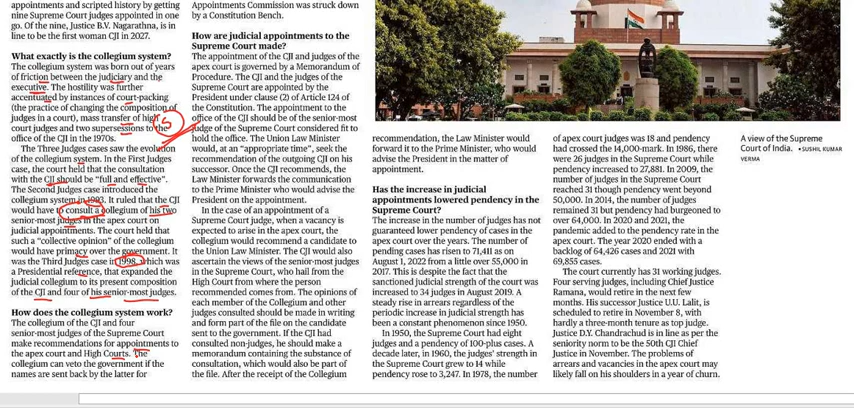 appointments and scripted history by getting
nine Supreme Court judges appointed in one
go. Of the nine, Justice B.V. Nagarathna, is in
line to be the first woman CJI in 2027.
What exactly is the collegium system?
The collegium system was born out of years
of friction between the judiciary and the
executive. The hostility was further
accentuated by instances of court-packing
(the practice of changing the composition of
judges in a court), mass transfer of high
court judges and two supersessions to the
office of the CJI in the 1970s.
The Three Judges cases saw the evolution
of the collegium system. In the First Judges
case, the court held that the consultation
with the CJI should be “full and effective”.
The Second Judges case introduced the
collegium system in 1993. It ruled that the CJI
would have to consult a collegium of his two
senior-most judges in the apex court on
judicial appointments. The court held that
such a “collective opinion” of the collegium
would have primacy over the government. It
was the Third Judges case in 1998, which was
a Presidential reference, that expanded the
judicial collegium to its present composition
of the CJI and four of his senior-most judges.
How does the collegium system work?
The collegium of the CJI and four
senior-most judges of the Supreme Court
make recommendations for appointments to
the apex court and High Courts. The
collegium can veto the government if the
names are sent back by the latter for
5
Appointments Commission was struck down
by a Constitution Bench.
How are judicial appointments to the
Supreme Court made?
The appointment of the CJI and judges of the
apex court is governed by a Memorandum of
Procedure. The CJI and the judges of the
Supreme Court are appointed by the
President under clause (2) of Article 124 of
the Constitution. The appointment to the
office of the CJI should be of the senior-most
judge of the Supreme Court considered fit to
hold the office. The Union Law Minister
would, at an “appropriate time”, seek the
recommendation of the outgoing CJI on his
successor. Once the CJI recommends, the
Law Minister forwards the communication
to the Prime Minister who would advise the
President on the appointment.
In the case of an appointment of a
Supreme Court judge, when a vacancy is
expected to arise in the apex court, the
collegium would recommend a candidate to
the Union Law Minister. The CJI would also
ascertain the views of the senior-most judges
in the Supreme Court, who hail from the
High Court from where the person
recommended comes from. The opinions of
each member of the Collegium and other
judges consulted should be made in writing
and form part of the file on the candidate
sent to the government. If the CJI had
consulted non-judges, he should make a
memorandum containing the substance of
consultation, which would also be part of
the file. After the receipt of the Collegium
recommendation, the Law Minister would
forward it to the Prime Minister, who would
advise the President in the matter of
appointment.
Has the increase in judicial
appointments lowered pendency in the
Supreme Court?
The increase in the number of judges has not
guaranteed lower pendency of cases in the
apex court over the years. The number of
pending cases has risen to 71,411 as on
August 1, 2022 from a little over 55,000 in
2017. This is despite the fact that the
sanctioned judicial strength of the court was
increased to 34 judges in August 2019. A
steady rise in arrears regardless of the
periodic increase in judicial strength has
been a constant phenomenon since 1950.
In 1950, the Supreme Court had eight
judges and a pendency of 100-plus cases. A
decade later, in 1960, the judges’ strength in
the Supreme Court grew to 14 while
pendency rose to 3,247. In 1978, the number
of apex court judges was 18 and pendency
had crossed the 14,000-mark. In 1986, there
were 26 judges in the Supreme Court while
pendency increased to 27,881. In 2009, the
number of judges in the Supreme Court
reached 31 though pendency went beyond
50,000. In 2014, the number of judges
remained 31 but pendency had burgeoned to
over 64,000. In 2020 and 2021, the
pandemic added to the pendency rate in the
apex court. The year 2020 ended with a
backlog of 64,426 cases and 2021 with
69,855 cases.
The court currently has 31 working judges.
Four serving judges, including Chief Justice
Ramana, would retire in the next few
months. His successor Justice U.U. Lalit, is
scheduled to retire in November 8, with
hardly a three-month tenure as top judge.
Justice D.Y. Chandrachud is in line as per the
seniority norm to be the 50th CJI Chief
Justice in November. The problems of
arrears and vacancies in the apex court may
likely fall on his shoulders in a year of churn.
A view of the Supreme
Court of India. • SUSHIL KUMAR
VERMA